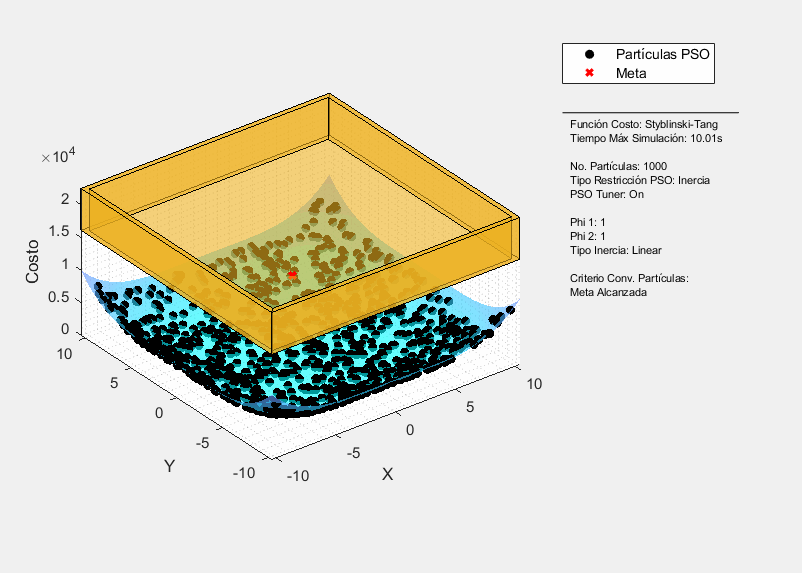 Partículas PSO
Meta
Función Costo: Styblinski-Tang
Tiempo Máx Simulación: 10.01s
No. Partículas: 1000
Tipo Restricción PSO: Inercia
PSO Tuner: On
Phi 1: 1
Phi 2: 1
Tipo Inercia: Linear
Criterio Conv. Partículas:
Meta Alcanzada
×10⁴
2
1.5
1
0.5
0
Costo
10
5
0
-5
-10
Y
-10
-5
0
5
10
X